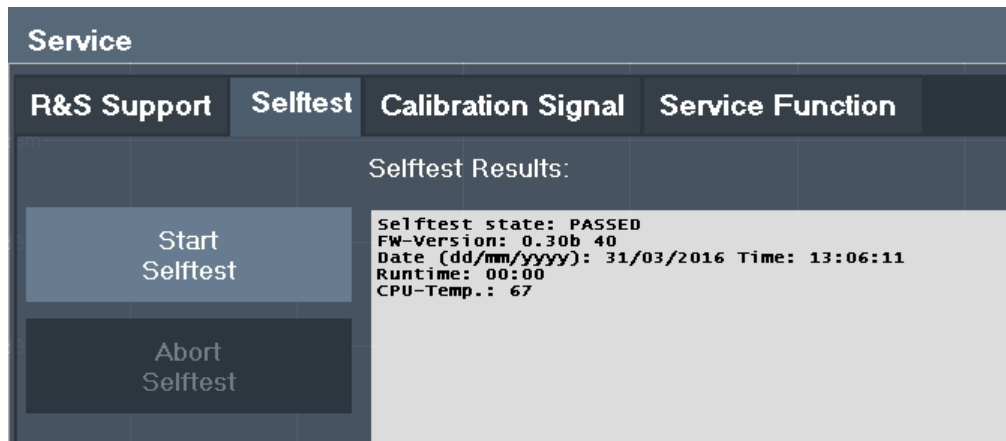 Service
R&S Support Selftest Calibration Signal Service Function
Selftest Results:
Start
Selftest
Abort
Selftest
Selftest state: PASSED
FW-Version: 0.30b 40
Date (dd/mm/yyyy): 31/03/2016 Time: 13:06:11
Runtime: 00:00
CPU-Temp.: 67